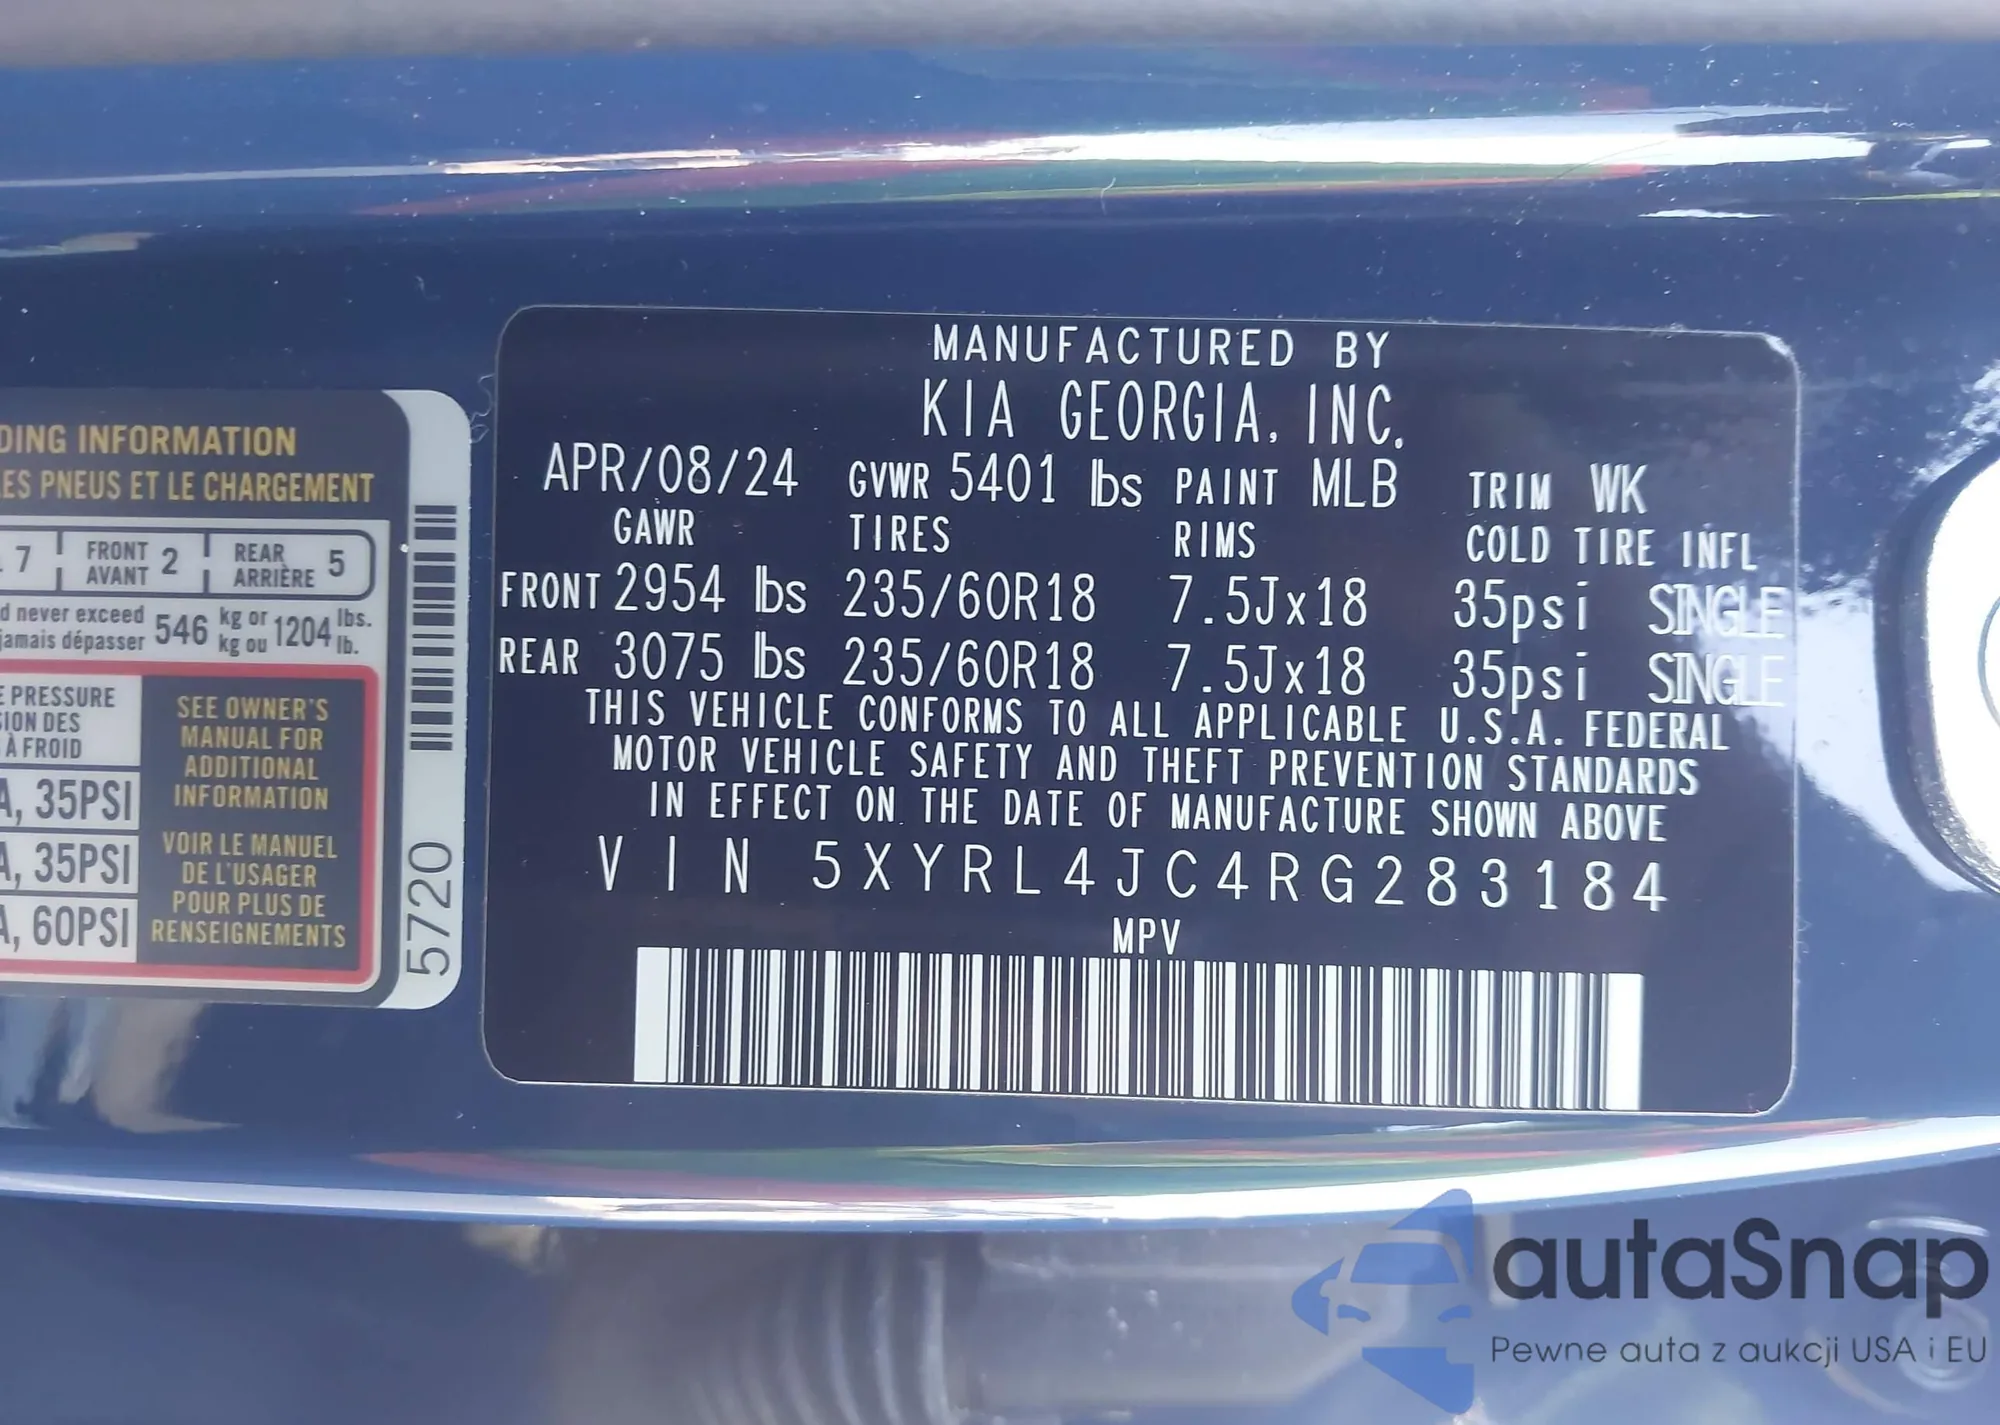 DING INFORMATION
ES PNEUS ET LE CHARGEMENT
7 FRONT AVANT 2 REAR ARRIÈRE 5
never exceed 546 kg or 1204 lbs.
jamais dépasser kg ou lb.
PRESSURE
DES
À FROID
SEE OWNER'S
MANUAL FOR
ADDITIONAL
INFORMATION
VOIR LE MANUEL
DE L'USAGER
POUR PLUS DE
RENSEIGNEMENTS
A, 35PSI
A, 35PSI
A, 60PSI
5720
MANUFACTURED BY
KIA GEORGIA, INC.
APR/08/24 GVWR 5401 lbs PAINT MLB TRIM WK
GAWR TIRES RIMS COLD TIRE INFL
FRONT 2954 lbs 235/60R18 7.5Jx18 35psi SINGLE
REAR 3075 lbs 235/60R18 7.5Jx18 35psi SINGLE
THIS VEHICLE CONFORMS TO ALL APPLICABLE U.S.A. FEDERAL
MOTOR VEHICLE SAFETY AND THEFT PREVENTION STANDARDS
IN EFFECT ON THE DATE OF MANUFACTURE SHOWN ABOVE
VIN 5XYRL4JC4RG283184
MPV
autaSnap
Pewne auta z aukcji USA i EU